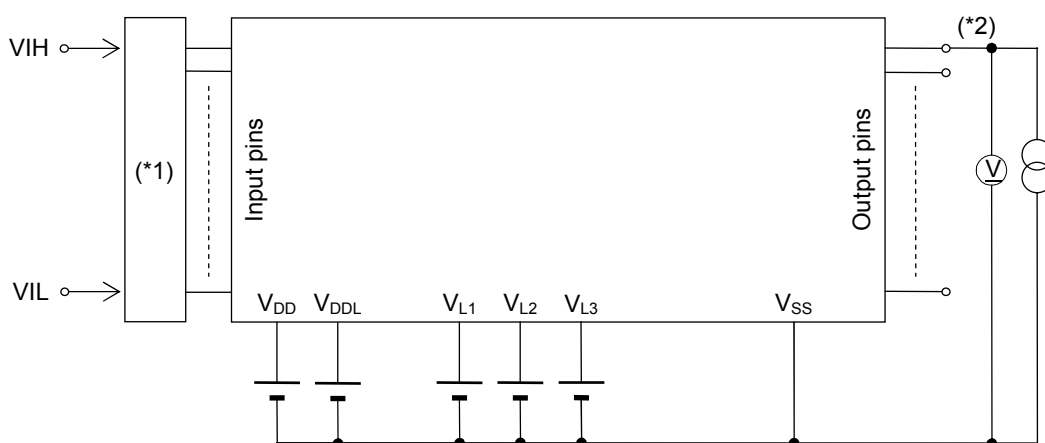 VIH
(*2)
(*1)
Input pins
Output pins
V
VIL
VDD VDDL VL1 VL2 VL3 VSS